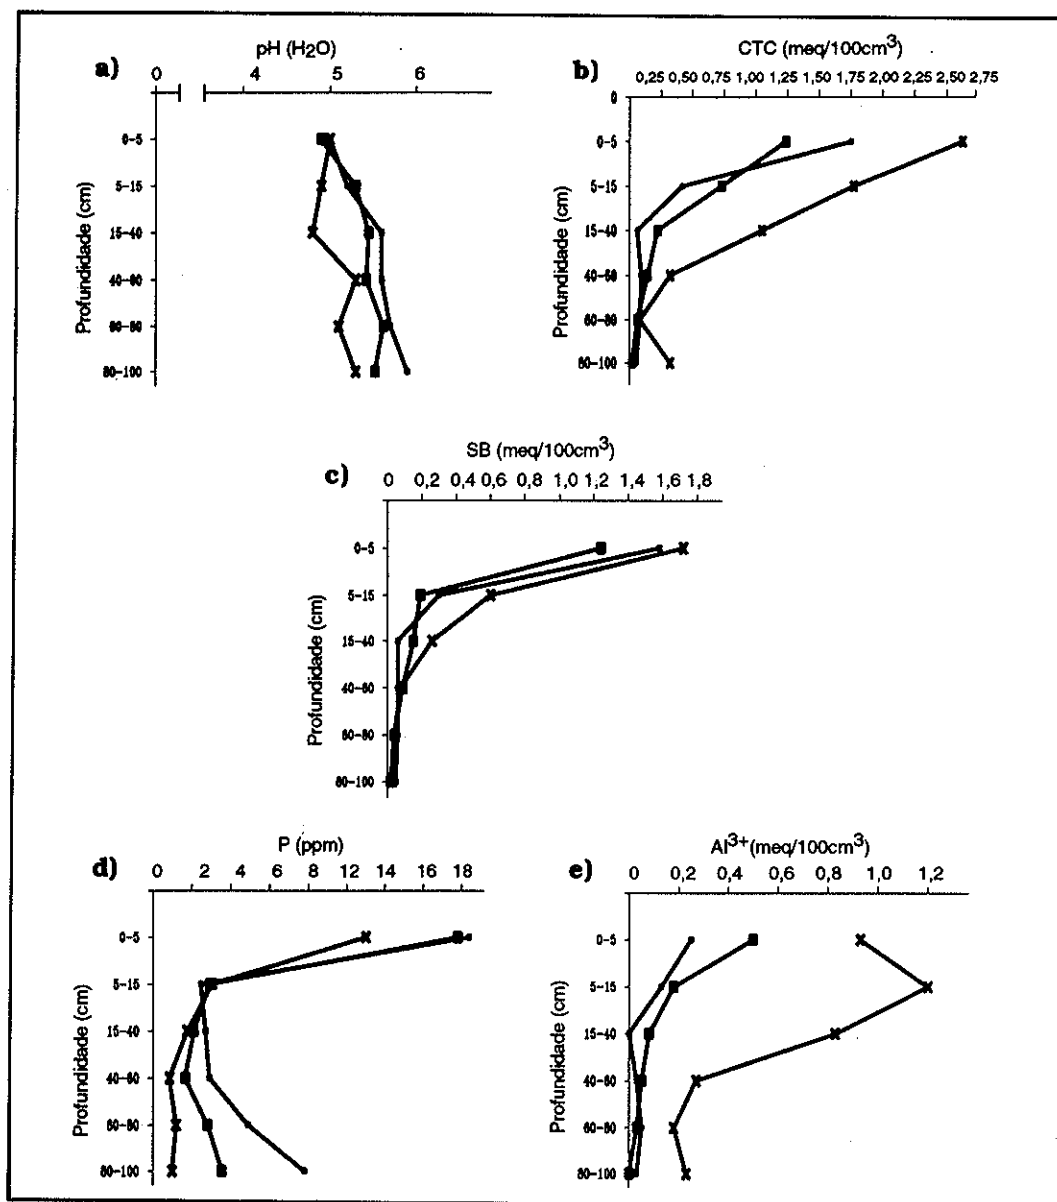 a)
pH (H2O)
0 4 5 6
Profundidade (cm)
0-5
5-15
15-40
40-60
60-80
80-100
b)
CTC (meq/100cm3)
0,25 0,50 0,75 1,00 1,25 1,50 1,75 2,00 2,25 2,50 2,75
0
Profundidade (cm)
0-5
5-15
15-40
40-60
60-80
80-100
c)
SB (meq/100cm3)
0 0,2 0,6 0,8 1,0 1,2 1,4 1,6 1,8
Profundidade (cm)
0-5
5-15
15-40
40-60
60-80
80-100
d)
P (ppm)
0 2 4 6 8 12 14 16 18
Profundidade (cm)
0-5
5-15
15-40
40-60
60-80
80-100
e)
Al3+(meq/100cm3)
0 0,2 0,4 0,8 1,0 1,2
Profundidade (cm)
0-5
5-15
15-40
40-60
60-80
80-100